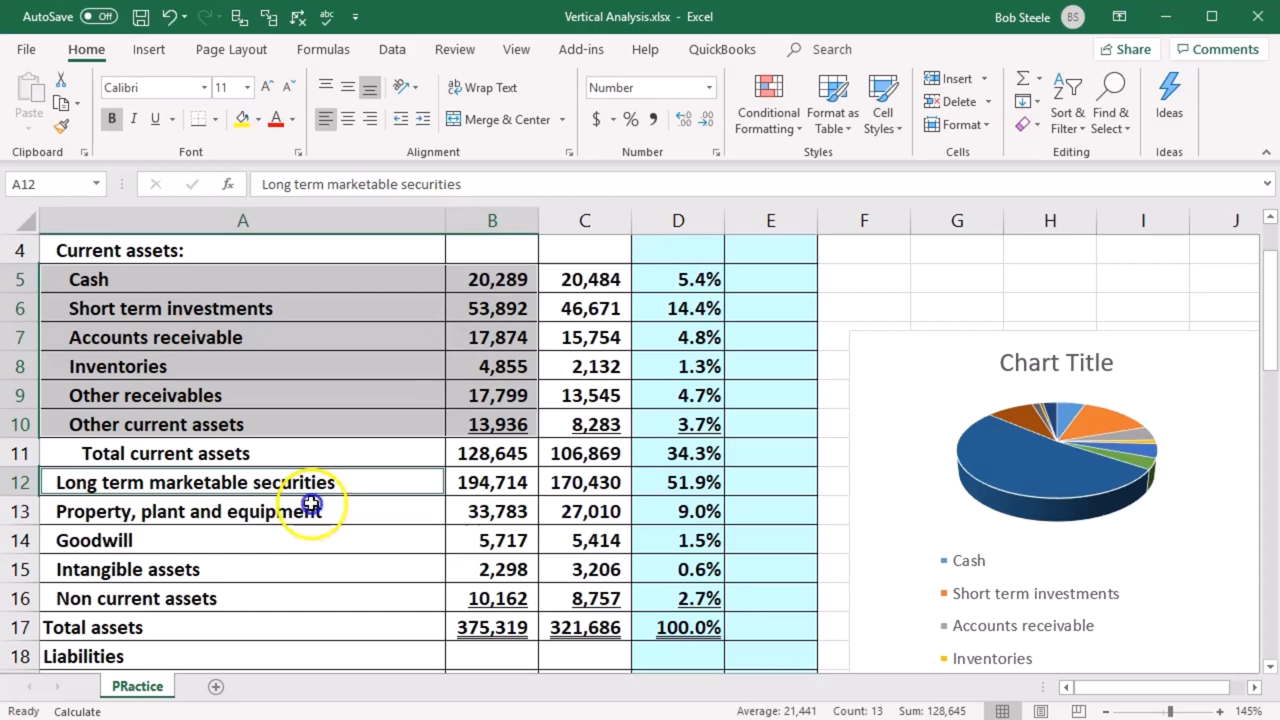 AutoSave Off Vertical Analysis.xlsx - Excel Bob Steele BS
File Home Insert Page Layout Formulas Data Review View Add-ins Help QuickBooks Search Share Comments
Paste Calibri 11 B I U Wrap Text Merge & Center Number $ % Conditional Formatting Format as Table Cell Styles Insert Delete Format Sort & Filter Find & Select Ideas
Clipboard Font Alignment Number Styles Cells Editing Ideas
A12 fx Long term marketable securities
A B C D E F G H I J
4 Current assets:
5 Cash 20,289 20,484 5.4%
6 Short term investments 53,892 46,671 14.4%
7 Accounts receivable 17,874 15,754 4.8%
8 Inventories 4,855 2,132 1.3%
9 Other receivables 17,799 13,545 4.7%
10 Other current assets 13,936 8,283 3.7%
11 Total current assets 128,645 106,869 34.3%
12 Long term marketable securities 194,714 170,430 51.9%
13 Property, plant and equipment 33,783 27,010 9.0%
14 Goodwill 5,717 5,414 1.5%
15 Intangible assets 2,298 3,206 0.6%
16 Non current assets 10,162 8,757 2.7%
17 Total assets 375,319 321,686 100.0%
18 Liabilities
Chart Title
Cash
Short term investments
Accounts receivable
Inventories
PRactice
Ready Calculate Average: 21,441 Count: 13 Sum: 128,645 145%